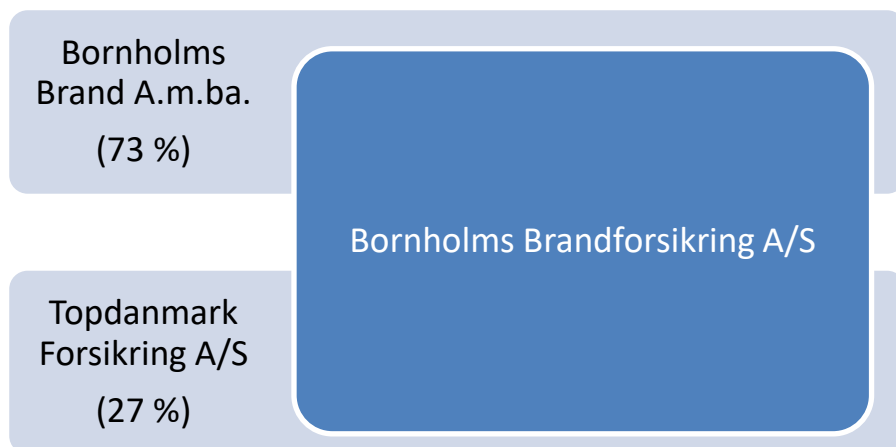 Bornholms
Brand A.m.ba.
(73 %)
Bornholms Brandforsikring A/S
Topdanmark
Forsikring A/S
(27 %)